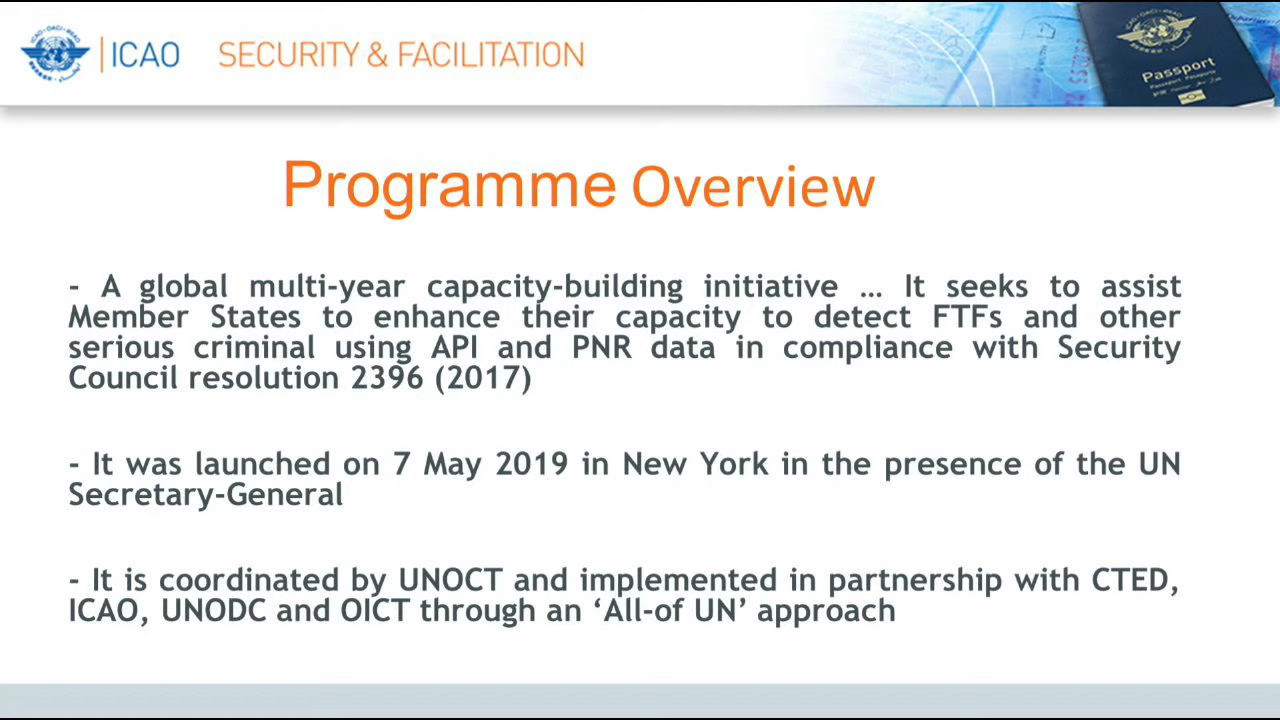 ICAO SECURITY & FACILITATION
Passport
Programme Overview
- A global multi-year capacity-building initiative … It seeks to assist
Member States to enhance their capacity to detect FTFs and other
serious criminal using API and PNR data in compliance with Security
Council resolution 2396 (2017)
- It was launched on 7 May 2019 in New York in the presence of the UN
Secretary-General
- It is coordinated by UNOCT and implemented in partnership with CTED,
ICAO, UNODC and OICT through an ‘All-of UN’ approach